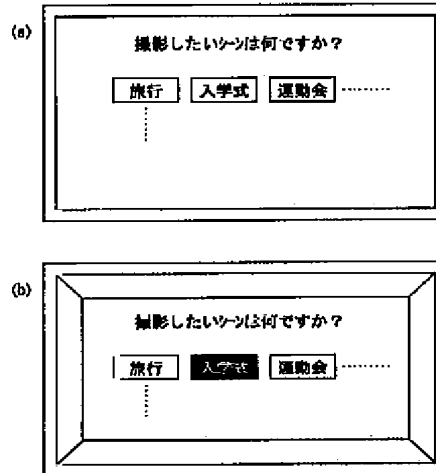 (a)
撮影したいシーンは何ですか？
旅行 入学式 運動会
(b)
撮影したいシーンは何ですか？
旅行 入学式 運動会